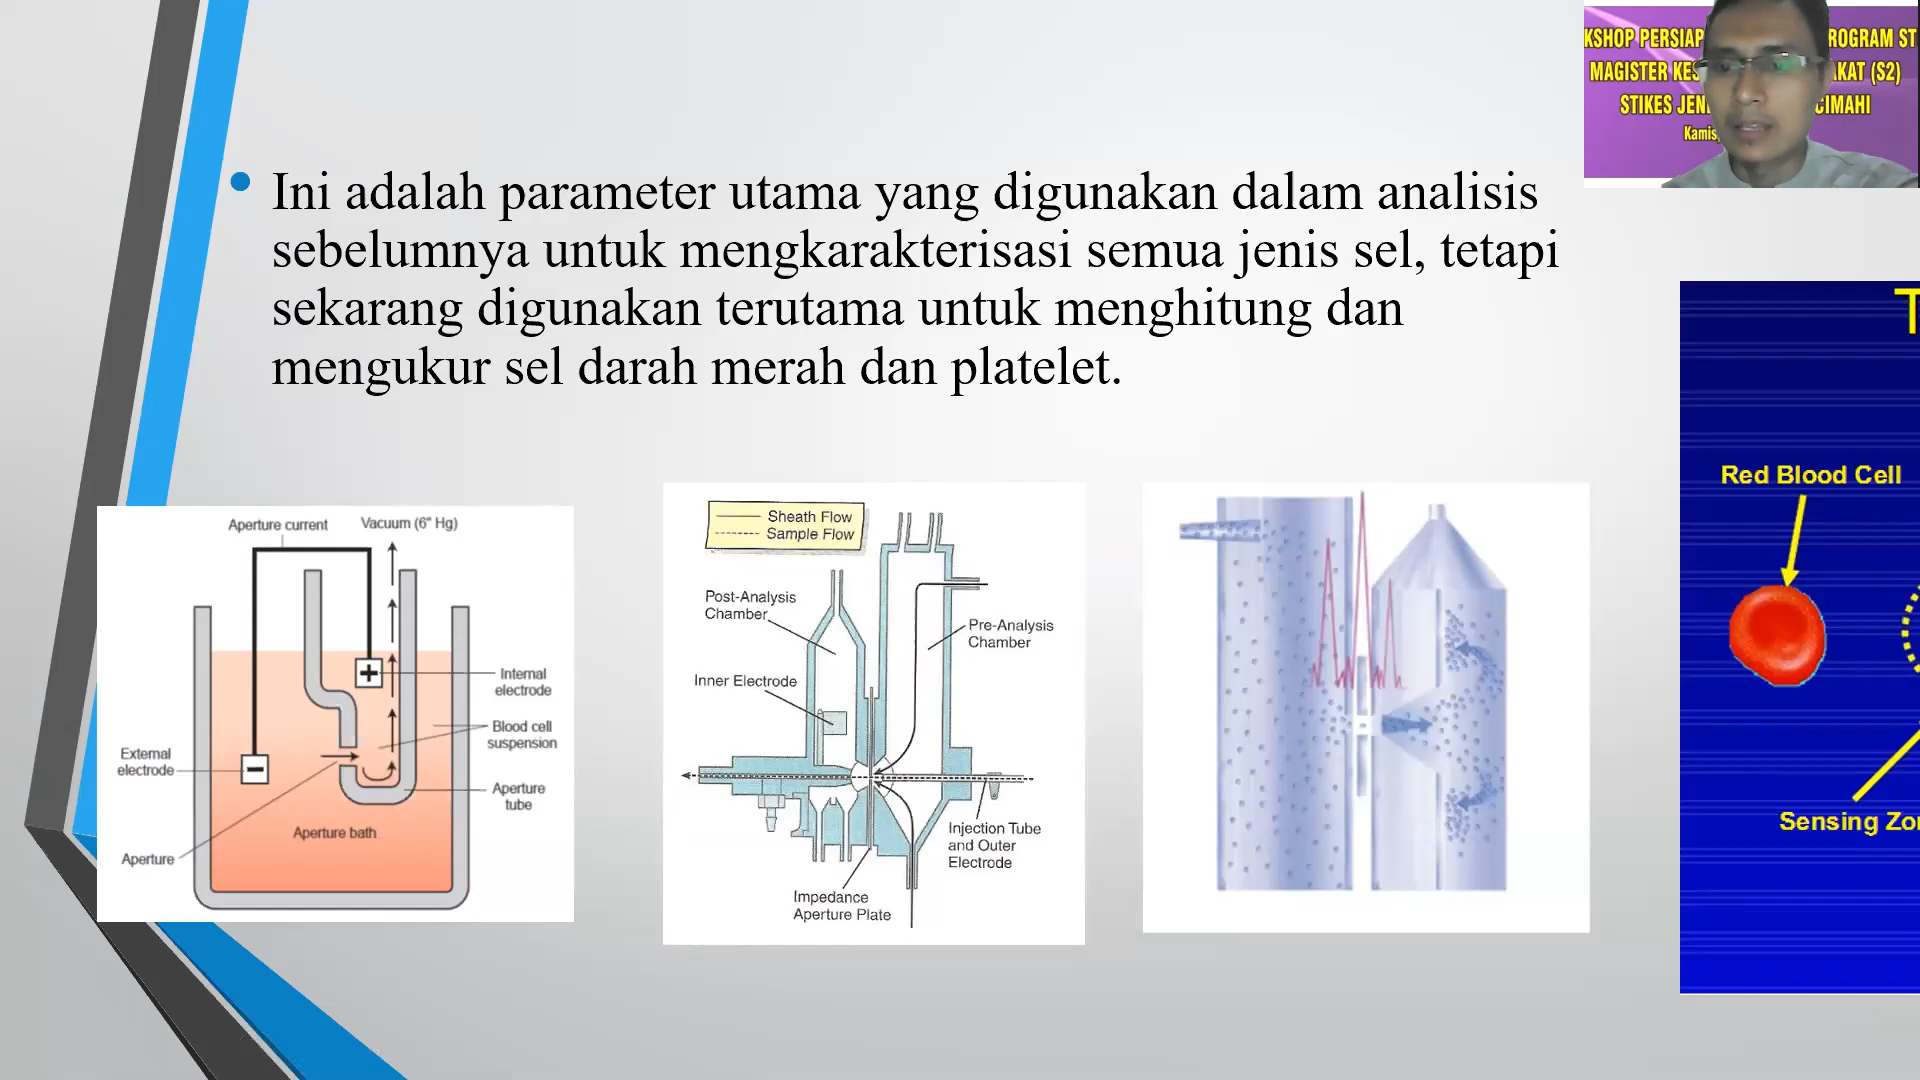 KSHOP PERSIAP ROGRAM ST
MAGISTER KES AKAT (S2)
STIKES JEN CIMAHI
Kamis,
• Ini adalah parameter utama yang digunakan dalam analisis
sebelumnya untuk mengkarakterisasi semua jenis sel, tetapi
sekarang digunakan terutama untuk menghitung dan
mengukur sel darah merah dan platelet.
Aperture current
Vacuum (6" Hg)
+
Internal
electrode
Blood cell
suspension
External
electrode
−
Aperture
tube
Aperture bath
Aperture
Sheath Flow
Sample Flow
Post-Analysis
Chamber
Pre-Analysis
Chamber
Inner Electrode
Injection Tube
and Outer
Electrode
Impedance
Aperture Plate
T
Red Blood Cell
Sensing Zo